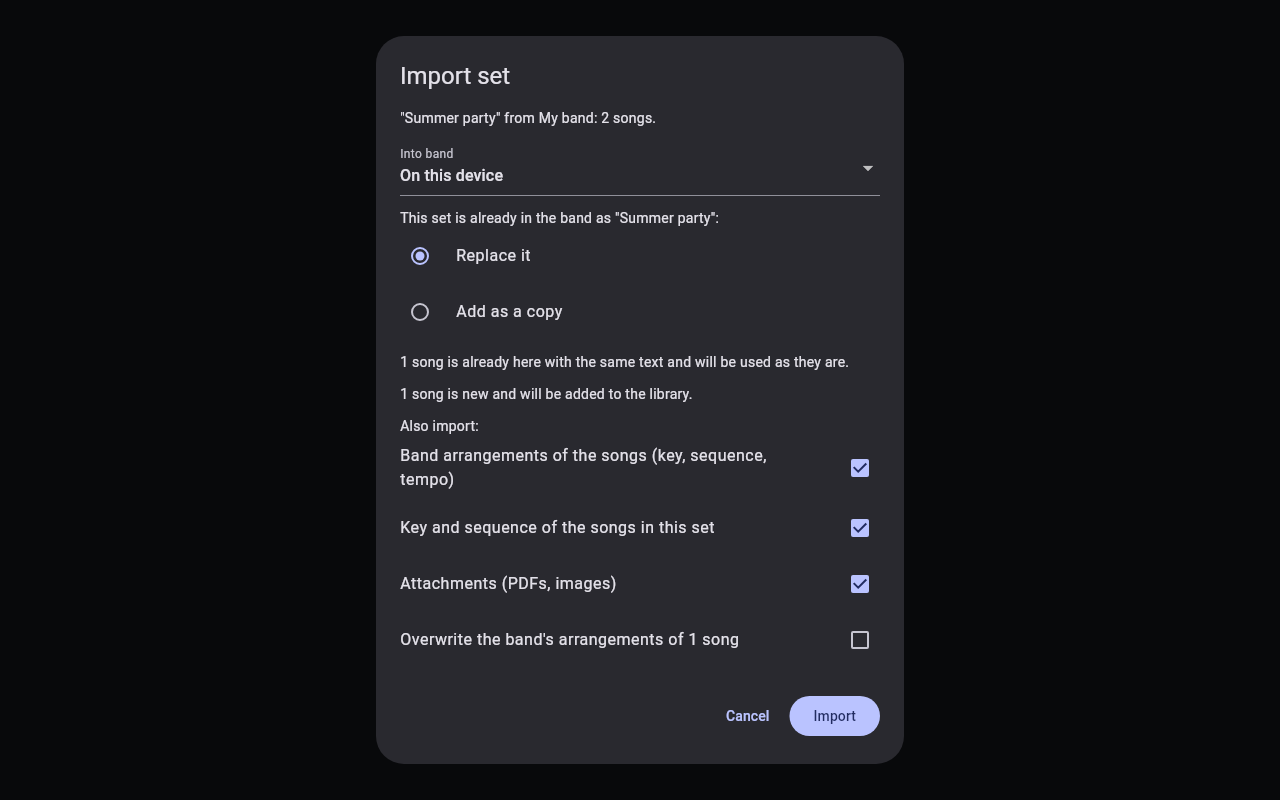 Import set
"Summer party" from My band: 2 songs.
Into band
On this device
This set is already in the band as "Summer party":
Replace it
Add as a copy
1 song is already here with the same text and will be used as they are.
1 song is new and will be added to the library.
Also import:
Band arrangements of the songs (key, sequence,
tempo)
Key and sequence of the songs in this set
Attachments (PDFs, images)
Overwrite the band's arrangements of 1 song
Cancel
Import